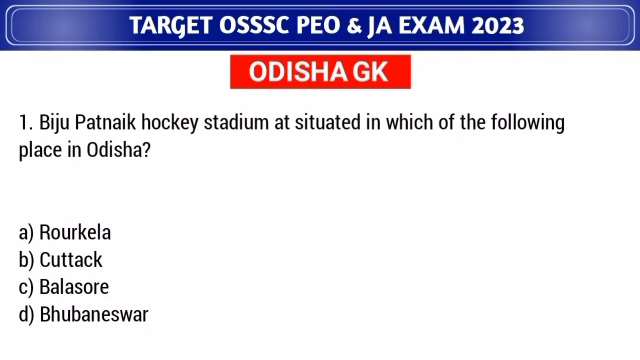 TARGET OSSSC PEO & JA EXAM 2023
ODISHA GK
1. Biju Patnaik hockey stadium at situated in which of the following
place in Odisha?
a) Rourkela
b) Cuttack
c) Balasore
d) Bhubaneswar